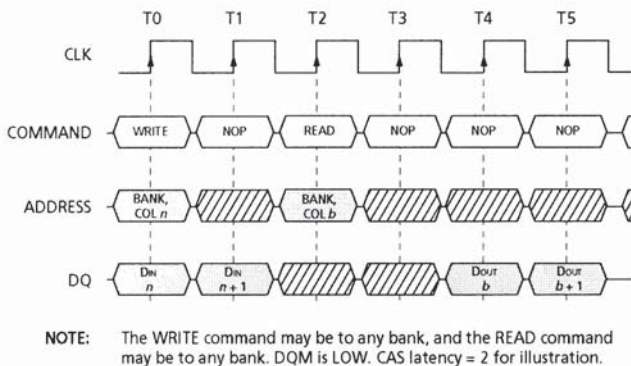 T0 T1 T2 T3 T4 T5
CLK
COMMAND WRITE NOP READ NOP NOP NOP
ADDRESS BANK, COL n BANK, COL b
DQ DIN n DIN n + 1 DOUT b DOUT b + 1
NOTE: The WRITE command may be to any bank, and the READ command
may be to any bank. DQM is LOW. CAS latency = 2 for illustration.